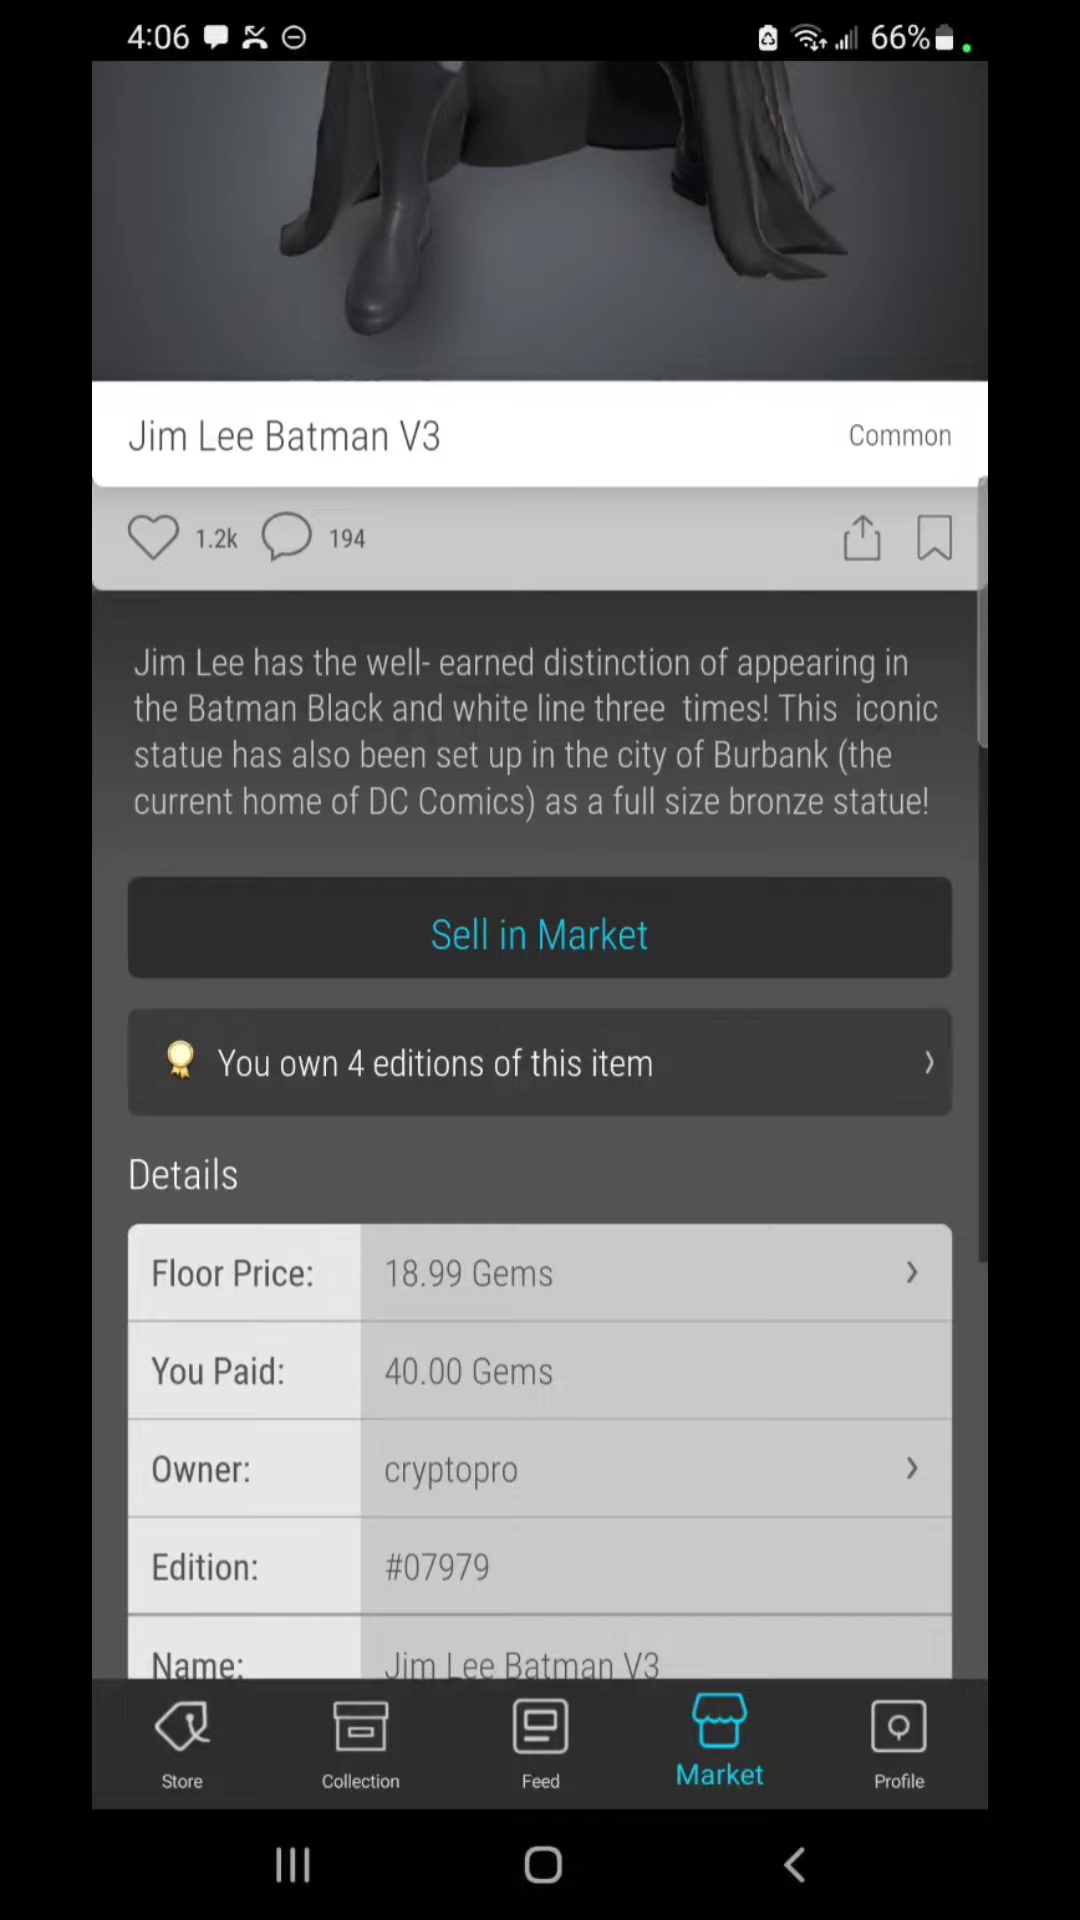 4:06 66%
Jim Lee Batman V3 Common
1.2k 194
Jim Lee has the well- earned distinction of appearing in
the Batman Black and white line three times! This iconic
statue has also been set up in the city of Burbank (the
current home of DC Comics) as a full size bronze statue!
Sell in Market
You own 4 editions of this item
Details
Floor Price: 18.99 Gems
You Paid: 40.00 Gems
Owner: cryptopro
Edition: #07979
Name: Jim Lee Batman V3
Store Collection Feed Market Profile